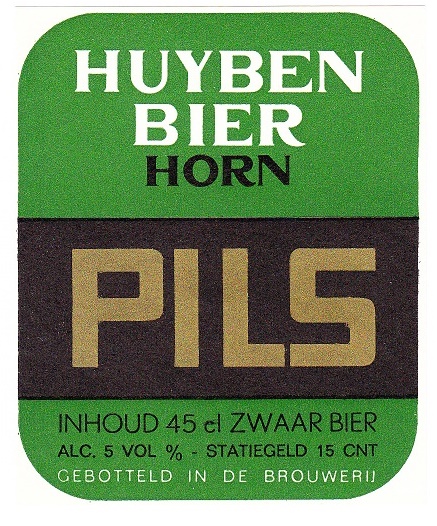 HUYBEN
BIER
HORN
PILS
INHOUD 45 cl ZWAAR BIER
ALC. 5 VOL % - STATIEGELD 15 CNT
GEBOTTELD IN DE BROUWERIJ